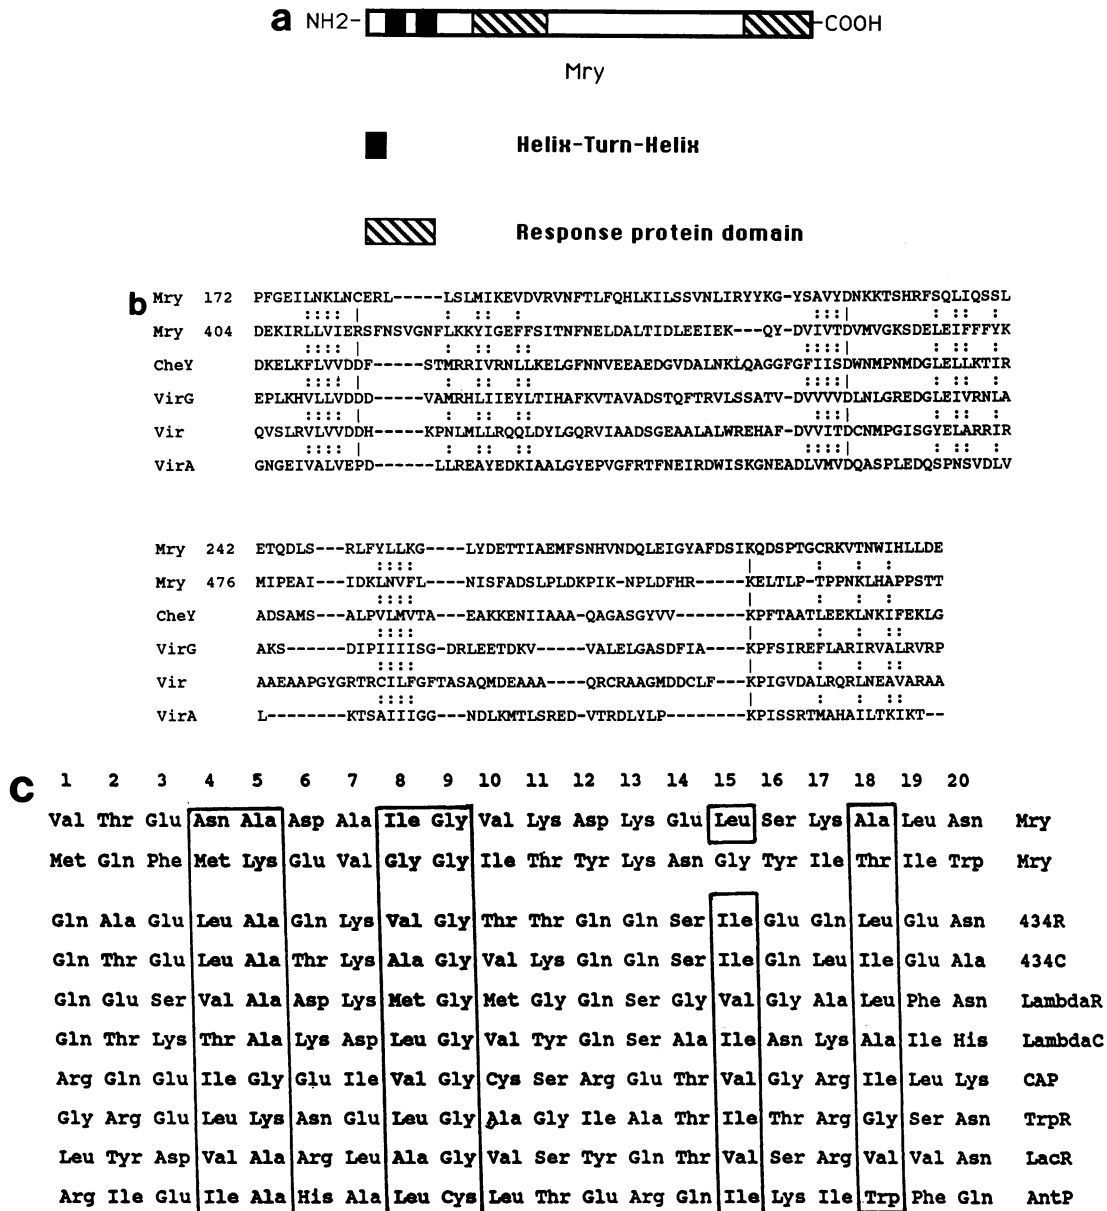 a NH2- -COOH
Mry
Helix-Turn-Helix
Response protein domain
b Mry 172 PFGEILNKLNCERL-----LSLMIKEVDVRVNFTLFQHLKILSSVNLIRYYKG-YSAVYDNKKTSHRFSQLIQSSL
:::: | : :: : ::::| : :: :
Mry 404 DEKIRLLVIERSFNSVGNFLKKYIGEFFSITNFNELDALTIDLEEIEK---QY-DVIVTDVMVGKSDELEIFFFYK
:::: | : :: :: ::::| : :: :
CheY DKELKFLVVDDF-----STMRRIVRNLLKELGFNNVEEAEDGVDALNKLQAGGFGFIISDWNMPNMDGLELLKTIR
:::: | : :: :: ::::| : :: :
VirG EPLKHVLLVDDD-----VAMRHLIIEYLTIHAFKVTAVADSTQFTRVLSSATV-DVVVVDLNLGREDGLEIVRNLA
:::: | : :: :: ::::| : :: :
Vir QVSLRVLVVDDH-----KPNLMLLRQQLDYLGQRVIAADSGEAALALWREHAF-DVVITDCNMPGISGYELARRIR
:::: | : :: :: ::::| : :: :
VirA GNGEIVALVEPD------LLREAYEDKIAALGYEPVGFRTFNEIRDWISKGNEADLVMVDQASPLEDQSPNSVDLV
Mry 242 ETQDLS---RLFYLLKG----LYDETTIAEMFSNHVNDQLEIGYAFDSIKQDSPTGCRKVTNWIHLLDE
:::: | : : :
Mry 476 MIPEAI---IDKLNVFL----NISFADSLPLDKPIK-NPLDFHR-----KELTLP-TPPNKLHAPPSTT
:::: | : : :
CheY ADSAMS---ALPVLMVTA---EAKKENIIAAA-QAGASGYVV-------KPFTAATLEEKLNKIFEKLG
:::: | : : ::
VirG AKS------DIPIIIISG-DRLEETDKV-----VALELGASDFIA----KPFSIREFLARIRVALRVRP
:::: | : : ::
Vir AAEAAPGYGRTRCILFGFTASAQMDEAAA----QRCRAAGMDDCLF---KPIGVDALRQRLNEAVARAA
:::: | : : ::
VirA L---------KTSAIIIGG---NDLKMTLSRED-VTRDLYLP--------KPISSRTMAHAILTKIKT--
C 1 2 3 4 5 6 7 8 9 10 11 12 13 14 15 16 17 18 19 20
Val Thr Glu Asn Ala Asp Ala Ile Gly Val Lys Asp Lys Glu Leu Ser Lys Ala Leu Asn Mry
Met Gln Phe Met Lys Glu Val Gly Gly Ile Thr Tyr Lys Asn Gly Tyr Ile Thr Ile Trp Mry
Gln Ala Glu Leu Ala Gln Lys Val Gly Thr Thr Gln Gln Ser Ile Glu Gln Leu Glu Asn 434R
Gln Thr Glu Leu Ala Thr Lys Ala Gly Val Lys Gln Gln Ser Ile Gln Leu Ile Glu Ala 434C
Gln Glu Ser Val Ala Asp Lys Met Gly Met Gly Gln Ser Gly Val Gly Ala Leu Phe Asn LambdaR
Gln Thr Lys Thr Ala Lys Asp Leu Gly Val Tyr Gln Ser Ala Ile Asn Lys Ala Ile His LambdaC
Arg Gln Glu Ile Gly Glu Ile Val Gly Cys Ser Arg Glu Thr Val Gly Arg Ile Leu Lys CAP
Gly Arg Glu Leu Lys Asn Glu Leu Gly Ala Gly Ile Ala Thr Ile Thr Arg Gly Ser Asn TrpR
Leu Tyr Asp Val Ala Arg Leu Ala Gly Val Ser Tyr Gln Thr Val Ser Arg Val Val Asn LacR
Arg Ile Glu Ile Ala His Ala Leu Cys Leu Thr Glu Arg Gln Ile Lys Ile Trp Phe Gln AntP